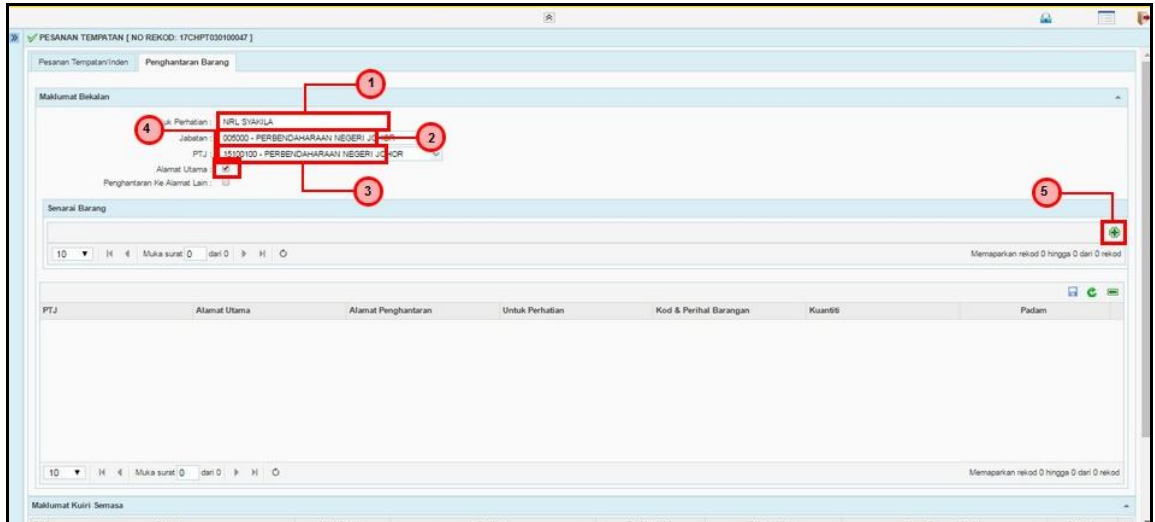 PESANAN TEMPATAN [ NO REKOD: 17CHPT030100047 ]
Pesanan Tempatan/Inden Penghantaran Barang
1
Maklumat Bekalan
uk Perhatian : NRL SYAKILA
4
Jabatan : 005000 - PERBENDAHARAAN NEGERI JOHOR
2
PTJ : 15100100 - PERBENDAHARAAN NEGERI JOHOR
Alamat Utama :
Penghantaran Ke Alamat Lain :
3
5
Senarai Barang
10 Muka surat 0 dari 0 Memaparkan rekod 0 hingga 0 dari 0 rekod
PTJ Alamat Utama Alamat Penghantaran Untuk Perhatian Kod & Perihal Barangan Kuantiti Padam
10 Muka surat 0 dari 0 Memaparkan rekod 0 hingga 0 dari 0 rekod
Maklumat Kuiri Semasa